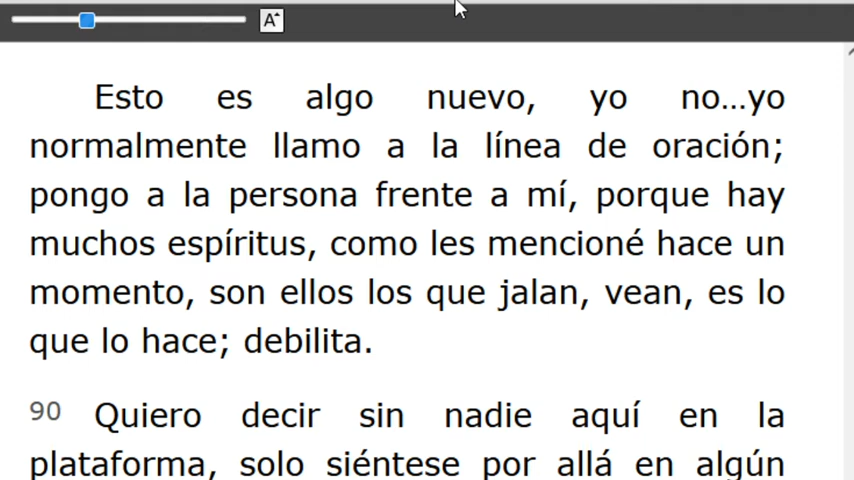 A
Esto es algo nuevo, yo no...yo
normalmente llamo a la línea de oración;
pongo a la persona frente a mí, porque hay
muchos espíritus, como les mencioné hace un
momento, son ellos los que jalan, vean, es lo
que lo hace; debilita.
90 Quiero decir sin nadie aquí en la
plataforma, solo siéntese por allá en algún